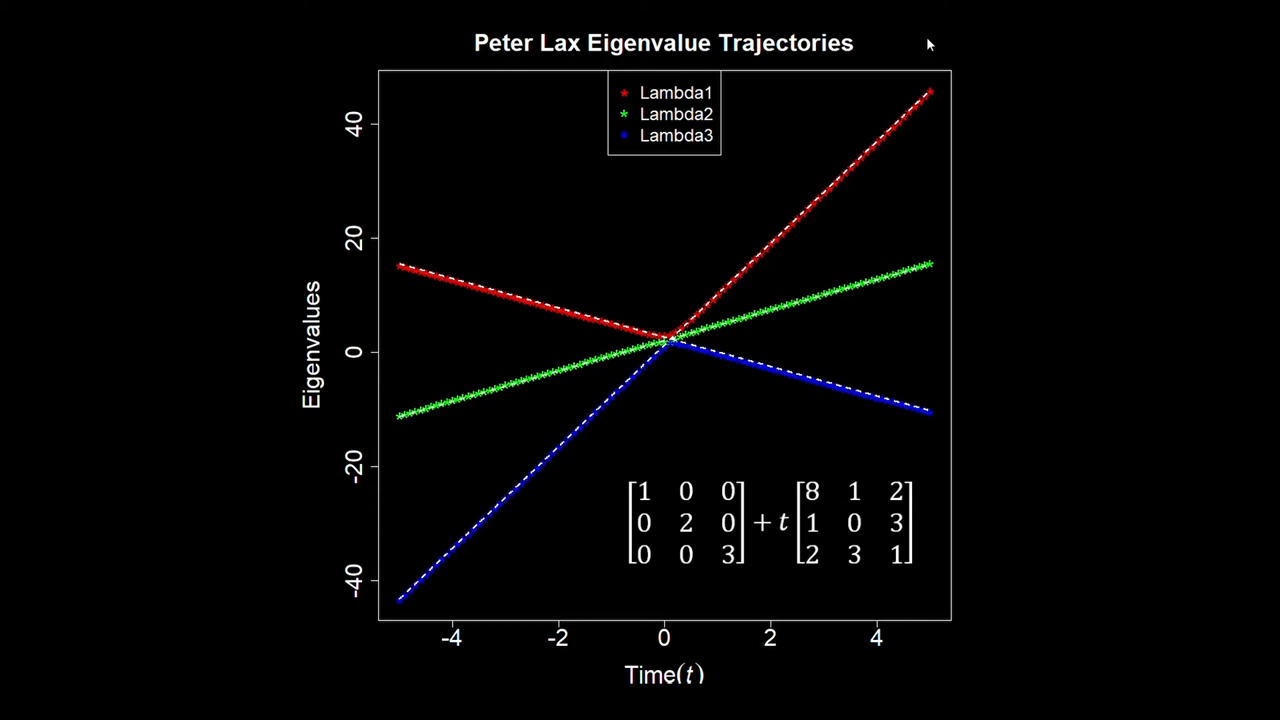 Peter Lax Eigenvalue Trajectories
Lambda1
Lambda2
Lambda3
40
20
0
-20
-40
Eigenvalues
[1 0 0] [8 1 2]
[0 2 0] + t [1 0 3]
[0 0 3] [2 3 1]
-4 -2 0 2 4
Time(t)